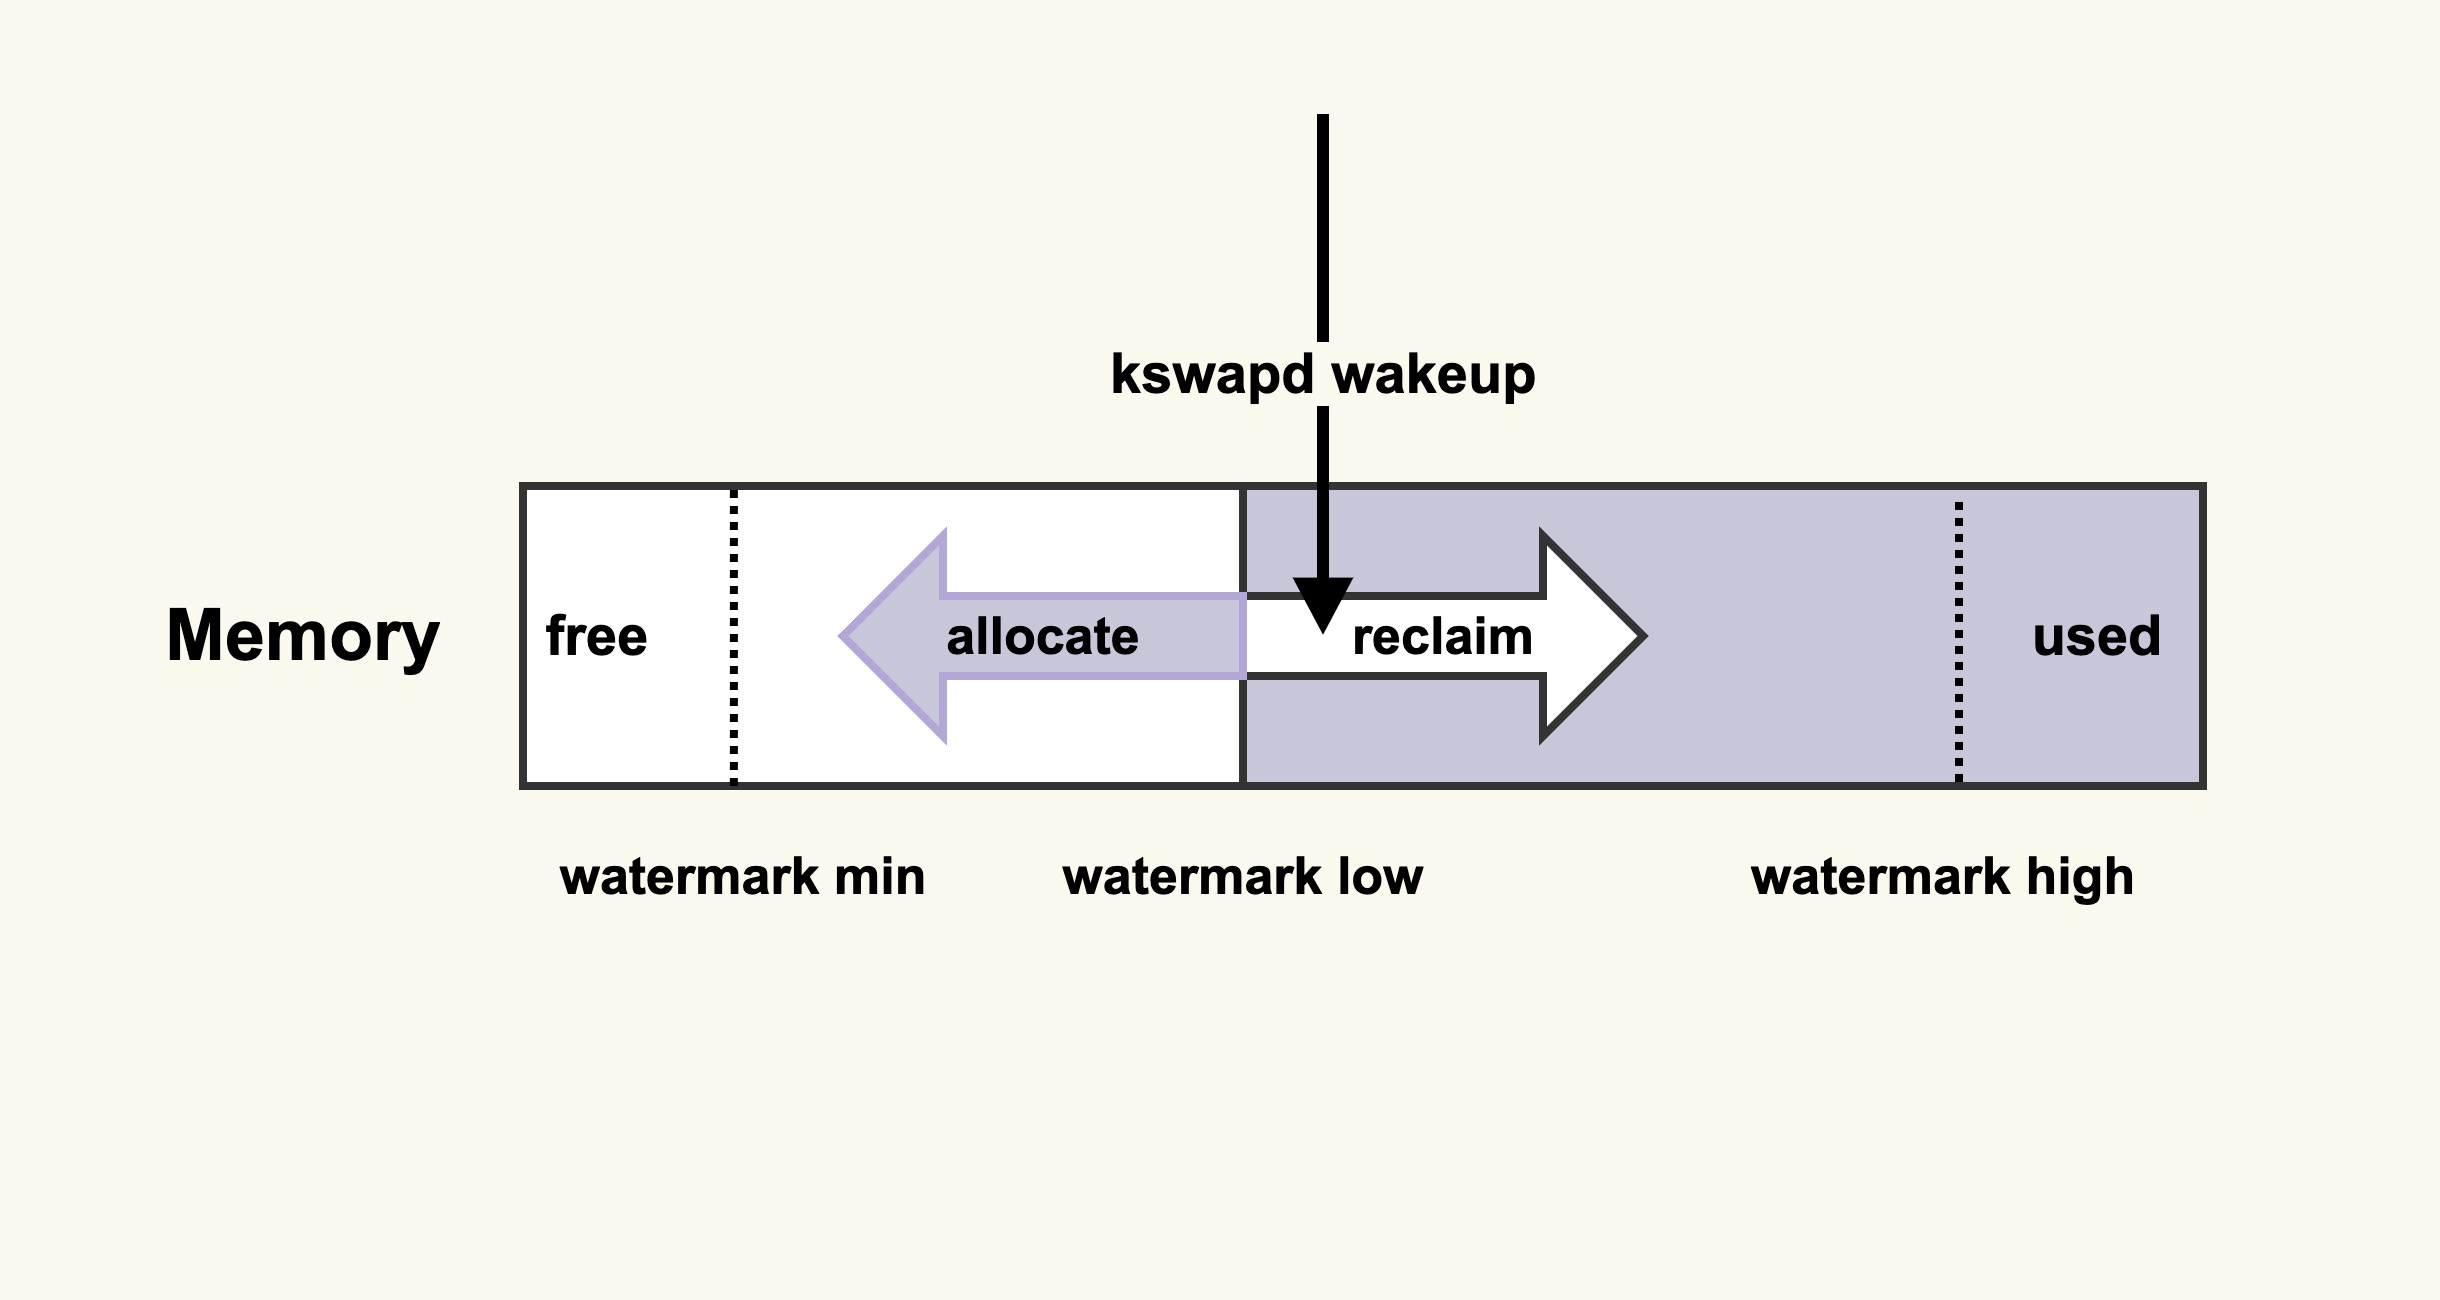 kswapd wakeup
Memory
free
allocate
reclaim
used
watermark min
watermark low
watermark high